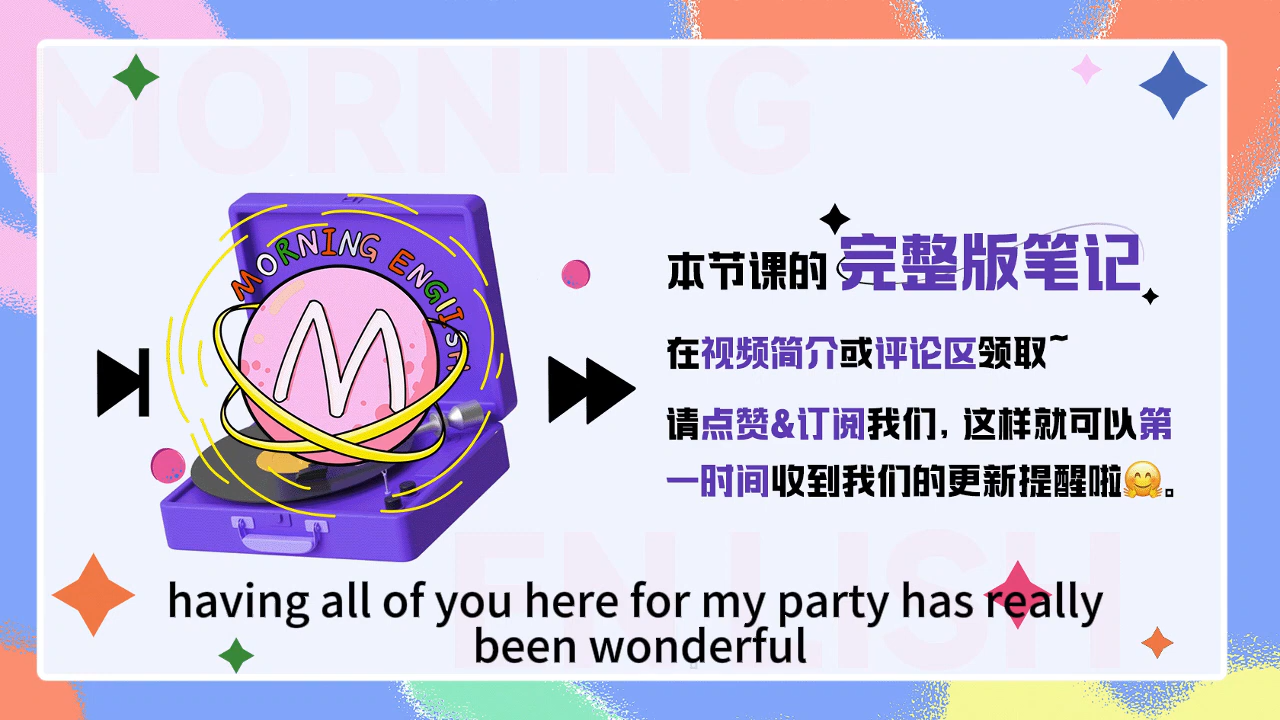 MORNING
MORNING ENGLISH
M
本节课的 完整版笔记
在视频简介或评论区领取~
请点赞&订阅我们, 这样就可以第
一时间收到我们的更新提醒啦🤗。
ENGLISH
having all of you here for my party has really
been wonderful